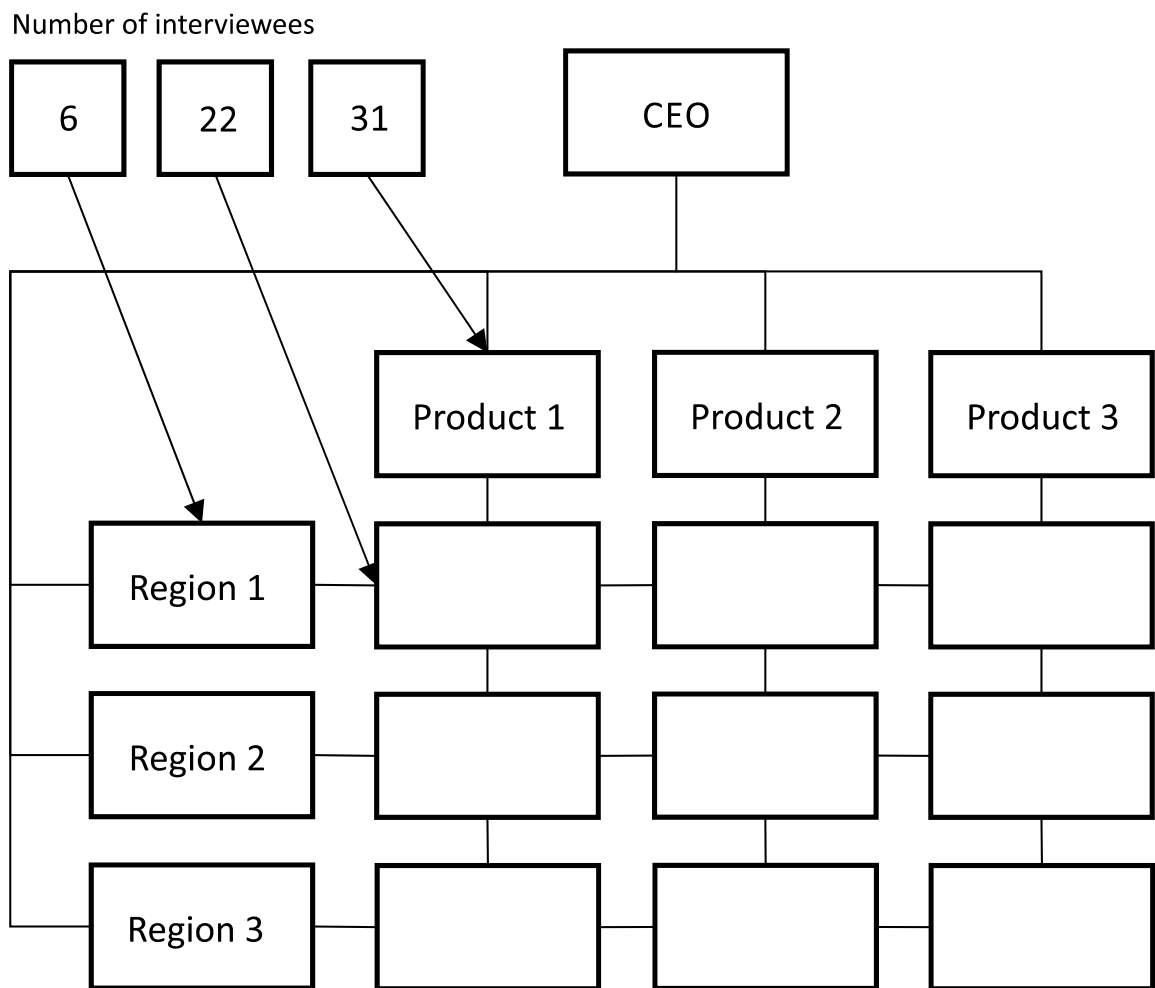 Number of interviewees
6 22 31 CEO
Product 1 Product 2 Product 3
Region 1
Region 2
Region 3